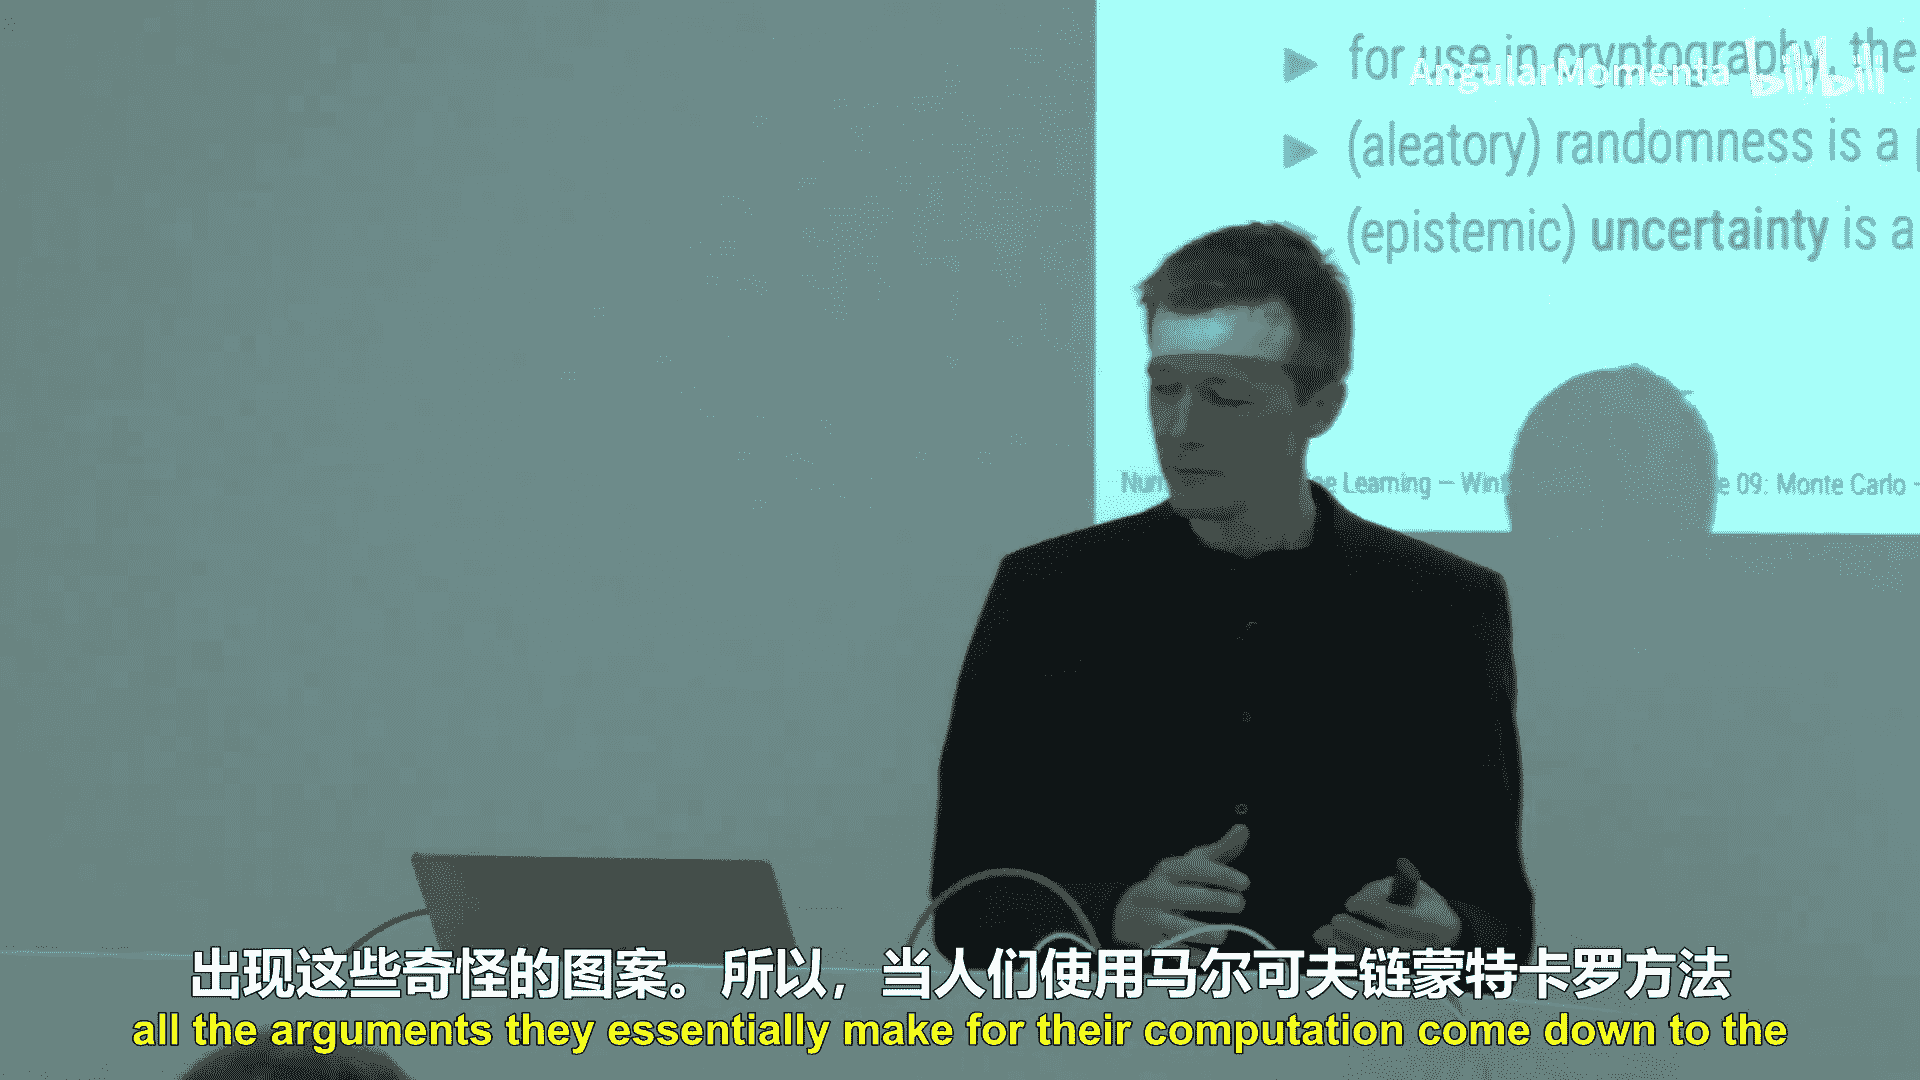 for use in cryptography, the
AngularMomenta bilibili
(aleatory) randomness is a
(epistemic) uncertainty is a
Learning – 09: Monte Carlo –
出现这些奇怪的图案。所以，当人们使用马尔可夫链蒙特卡罗方法
all the arguments they essentially make for their computation come down to the